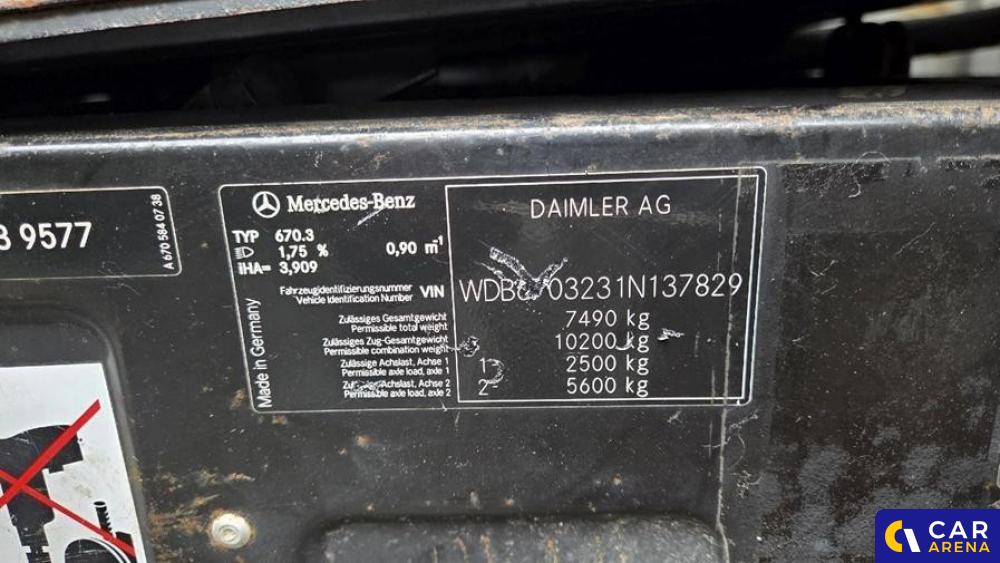 3 9577
A 670 584 07 38
Mercedes-Benz
TYP 670.3
1,75 % 0,90 m¹
iHA= 3,909
Made in Germany
DAIMLER AG
Fahrzeugidentifizierungsnummer
Vehicle Identification Number VIN
03231N137829
Zulässiges Gesamtgewicht
Permissible total weight 7490 kg
Zulässiges Zug-Gesamtgewicht
Permissible combination weight 10200 kg
Zulässige Achslast, Achse 1
Permissible axle load, axle 1 1- 2500 kg
Zulässige Achslast, Achse 2
Permissible axle load, axle 2 2- 5600 kg
CAR
ARENA